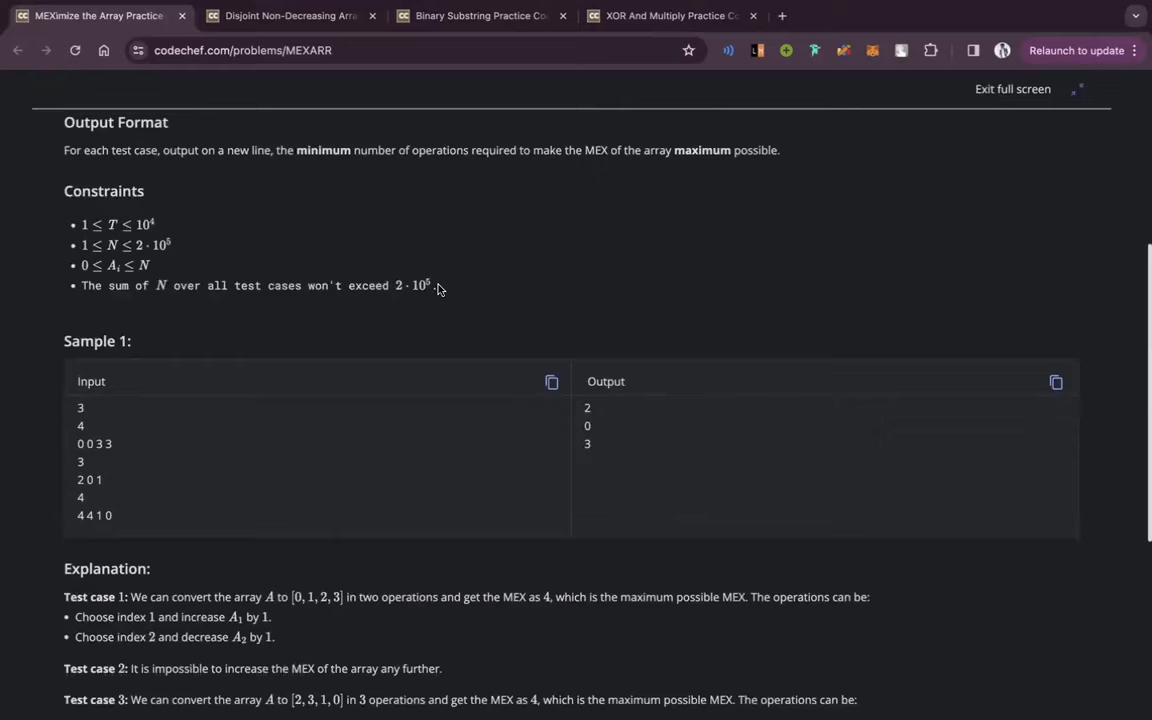 MEXimize the Array Practice
Disjoint Non-Decreasing Arra
Binary Substring Practice Co
XOR And Multiply Practice Co
codechef.com/problems/MEXARR
Relaunch to update
Exit full screen
Output Format
For each test case, output on a new line, the minimum number of operations required to make the MEX of the array maximum possible.
Constraints
• 1 ≤ T ≤ 10⁴
• 1 ≤ N ≤ 2 · 10⁵
• 0 ≤ Aᵢ ≤ N
• The sum of N over all test cases won't exceed 2 · 10⁵.
Sample 1:
Input
Output
3
4
0 0 3 3
3
2 0 1
4
4 4 1 0
2
0
3
Explanation:
Test case 1: We can convert the array A to [0, 1, 2, 3] in two operations and get the MEX as 4, which is the maximum possible MEX. The operations can be:
• Choose index 1 and increase A₁ by 1.
• Choose index 2 and decrease A₂ by 1.
Test case 2: It is impossible to increase the MEX of the array any further.
Test case 3: We can convert the array A to [2, 3, 1, 0] in 3 operations and get the MEX as 4, which is the maximum possible MEX. The operations can be: